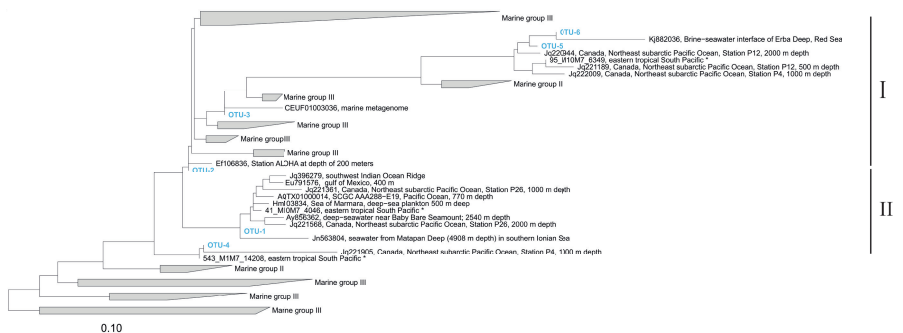 Marine group III
OTU-6
Kj882036, Brine-seawater interface of Erba Deep, Red Sea
OTU-5
Jq220944, Canada, Northeast subarctic Pacific Ocean, Station P12, 2000 m depth
95_M10M7_6349, eastern tropical South Pacific *
Jq221189, Canada, Northeast subarctic Pacific Ocean, Station P12, 500 m depth
Jq222009, Canada, Northeast subarctic Pacific Ocean, Station P4, 1000 m depth
Marine group II
Marine group III
CEUF01003036, marine metagenome
OTU-3
Marine group III
Marine groupIII
Marine group III
Ef106836, Station ALOHA at depth of 200 meters
OTU-2
I
Jq396279, southwest Indian Ocean Ridge
Eu791576, gulf of Mexico, 400 m
Jq221361, Canada, Northeast subarctic Pacific Ocean, Station P26, 1000 m depth
AQTX01000014, SCGC AAA288-E19, Pacific Ocean, 770 m depth
Hm103834, Sea of Marmara, deep-sea plankton 500 m deep
41_M10M7_4046, eastern tropical South Pacific *
Ay856362, deep-seawater near Baby Bare Seamount; 2540 m depth
Jq221568, Canada, Northeast subarctic Pacific Ocean, Station P26, 2000 m depth
OTU-1
Jn563804, seawater from Matapan Deep (4908 m depth) in southern Ionian Sea
OTU-4
Jq221905, Canada, Northeast subarctic Pacific Ocean, Station P4, 1000 m depth
543_M1M7_14208, eastern tropical South Pacific *
II
Marine group II
Marine group III
Marine group III
Marine group III
0.10